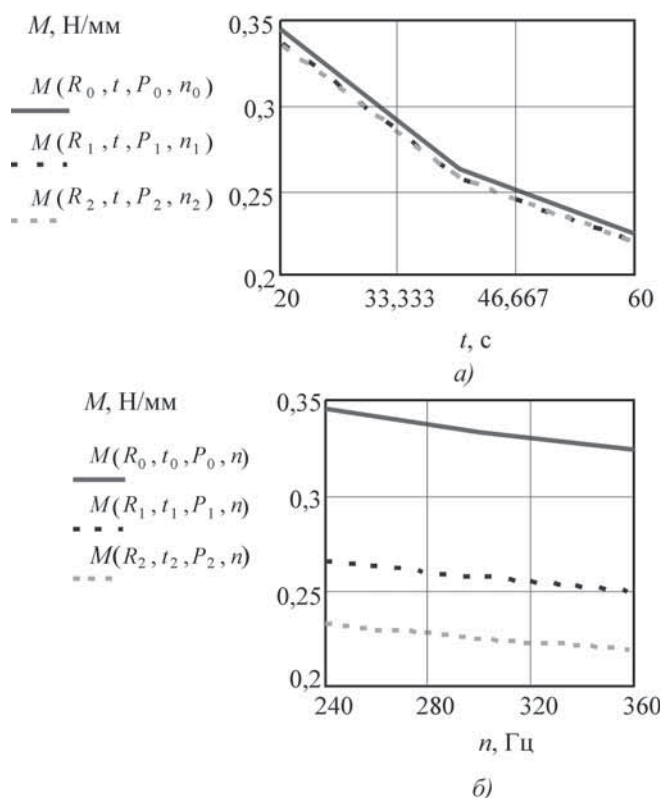 M, Н/мм
M(R₀, t, P₀, n₀)
M(R₁, t, P₁, n₁)
M(R₂, t, P₂, n₂)
0,35
0,3
0,25
0,2
20 33,333 46,667 60
t, с
а)
M, Н/мм
M(R₀, t₀, P₀, n)
M(R₁, t₁, P₁, n)
M(R₂, t₂, P₂, n)
0,35
0,3
0,25
0,2
240 280 320 360
n, Гц
б)